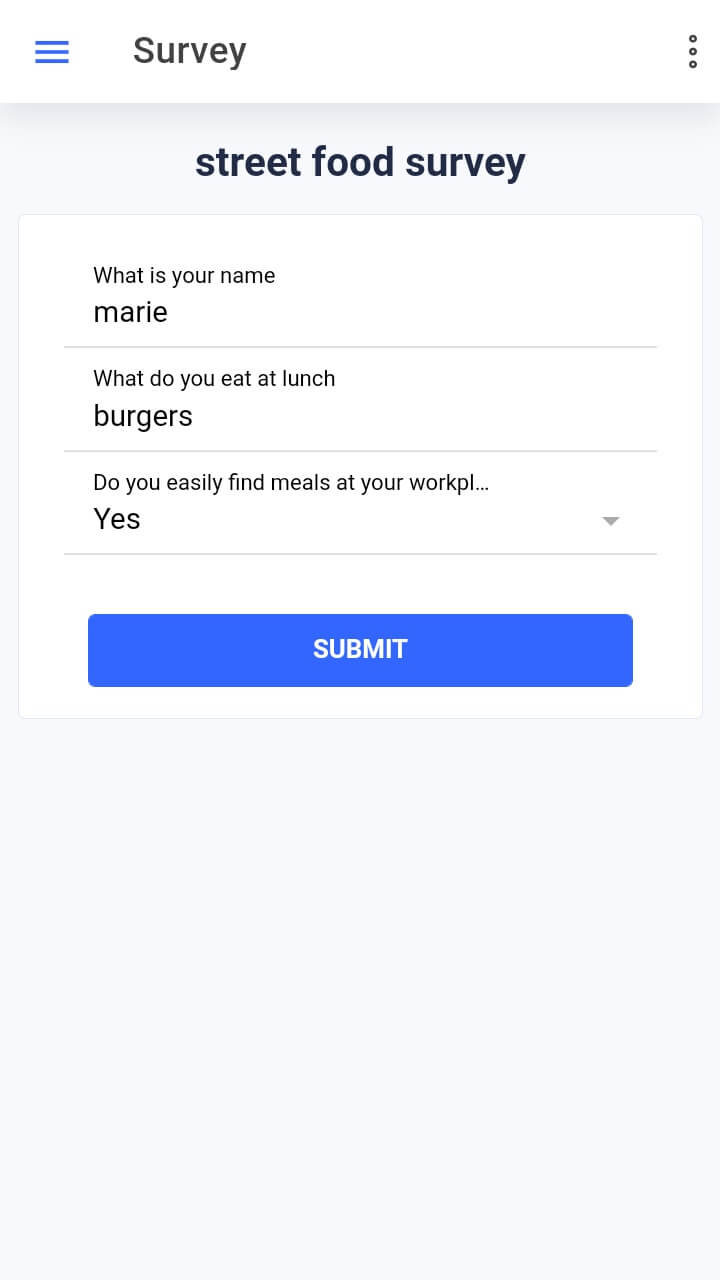 Survey
street food survey
What is your name
marie
What do you eat at lunch
burgers
Do you easily find meals at your workpl...
Yes
SUBMIT